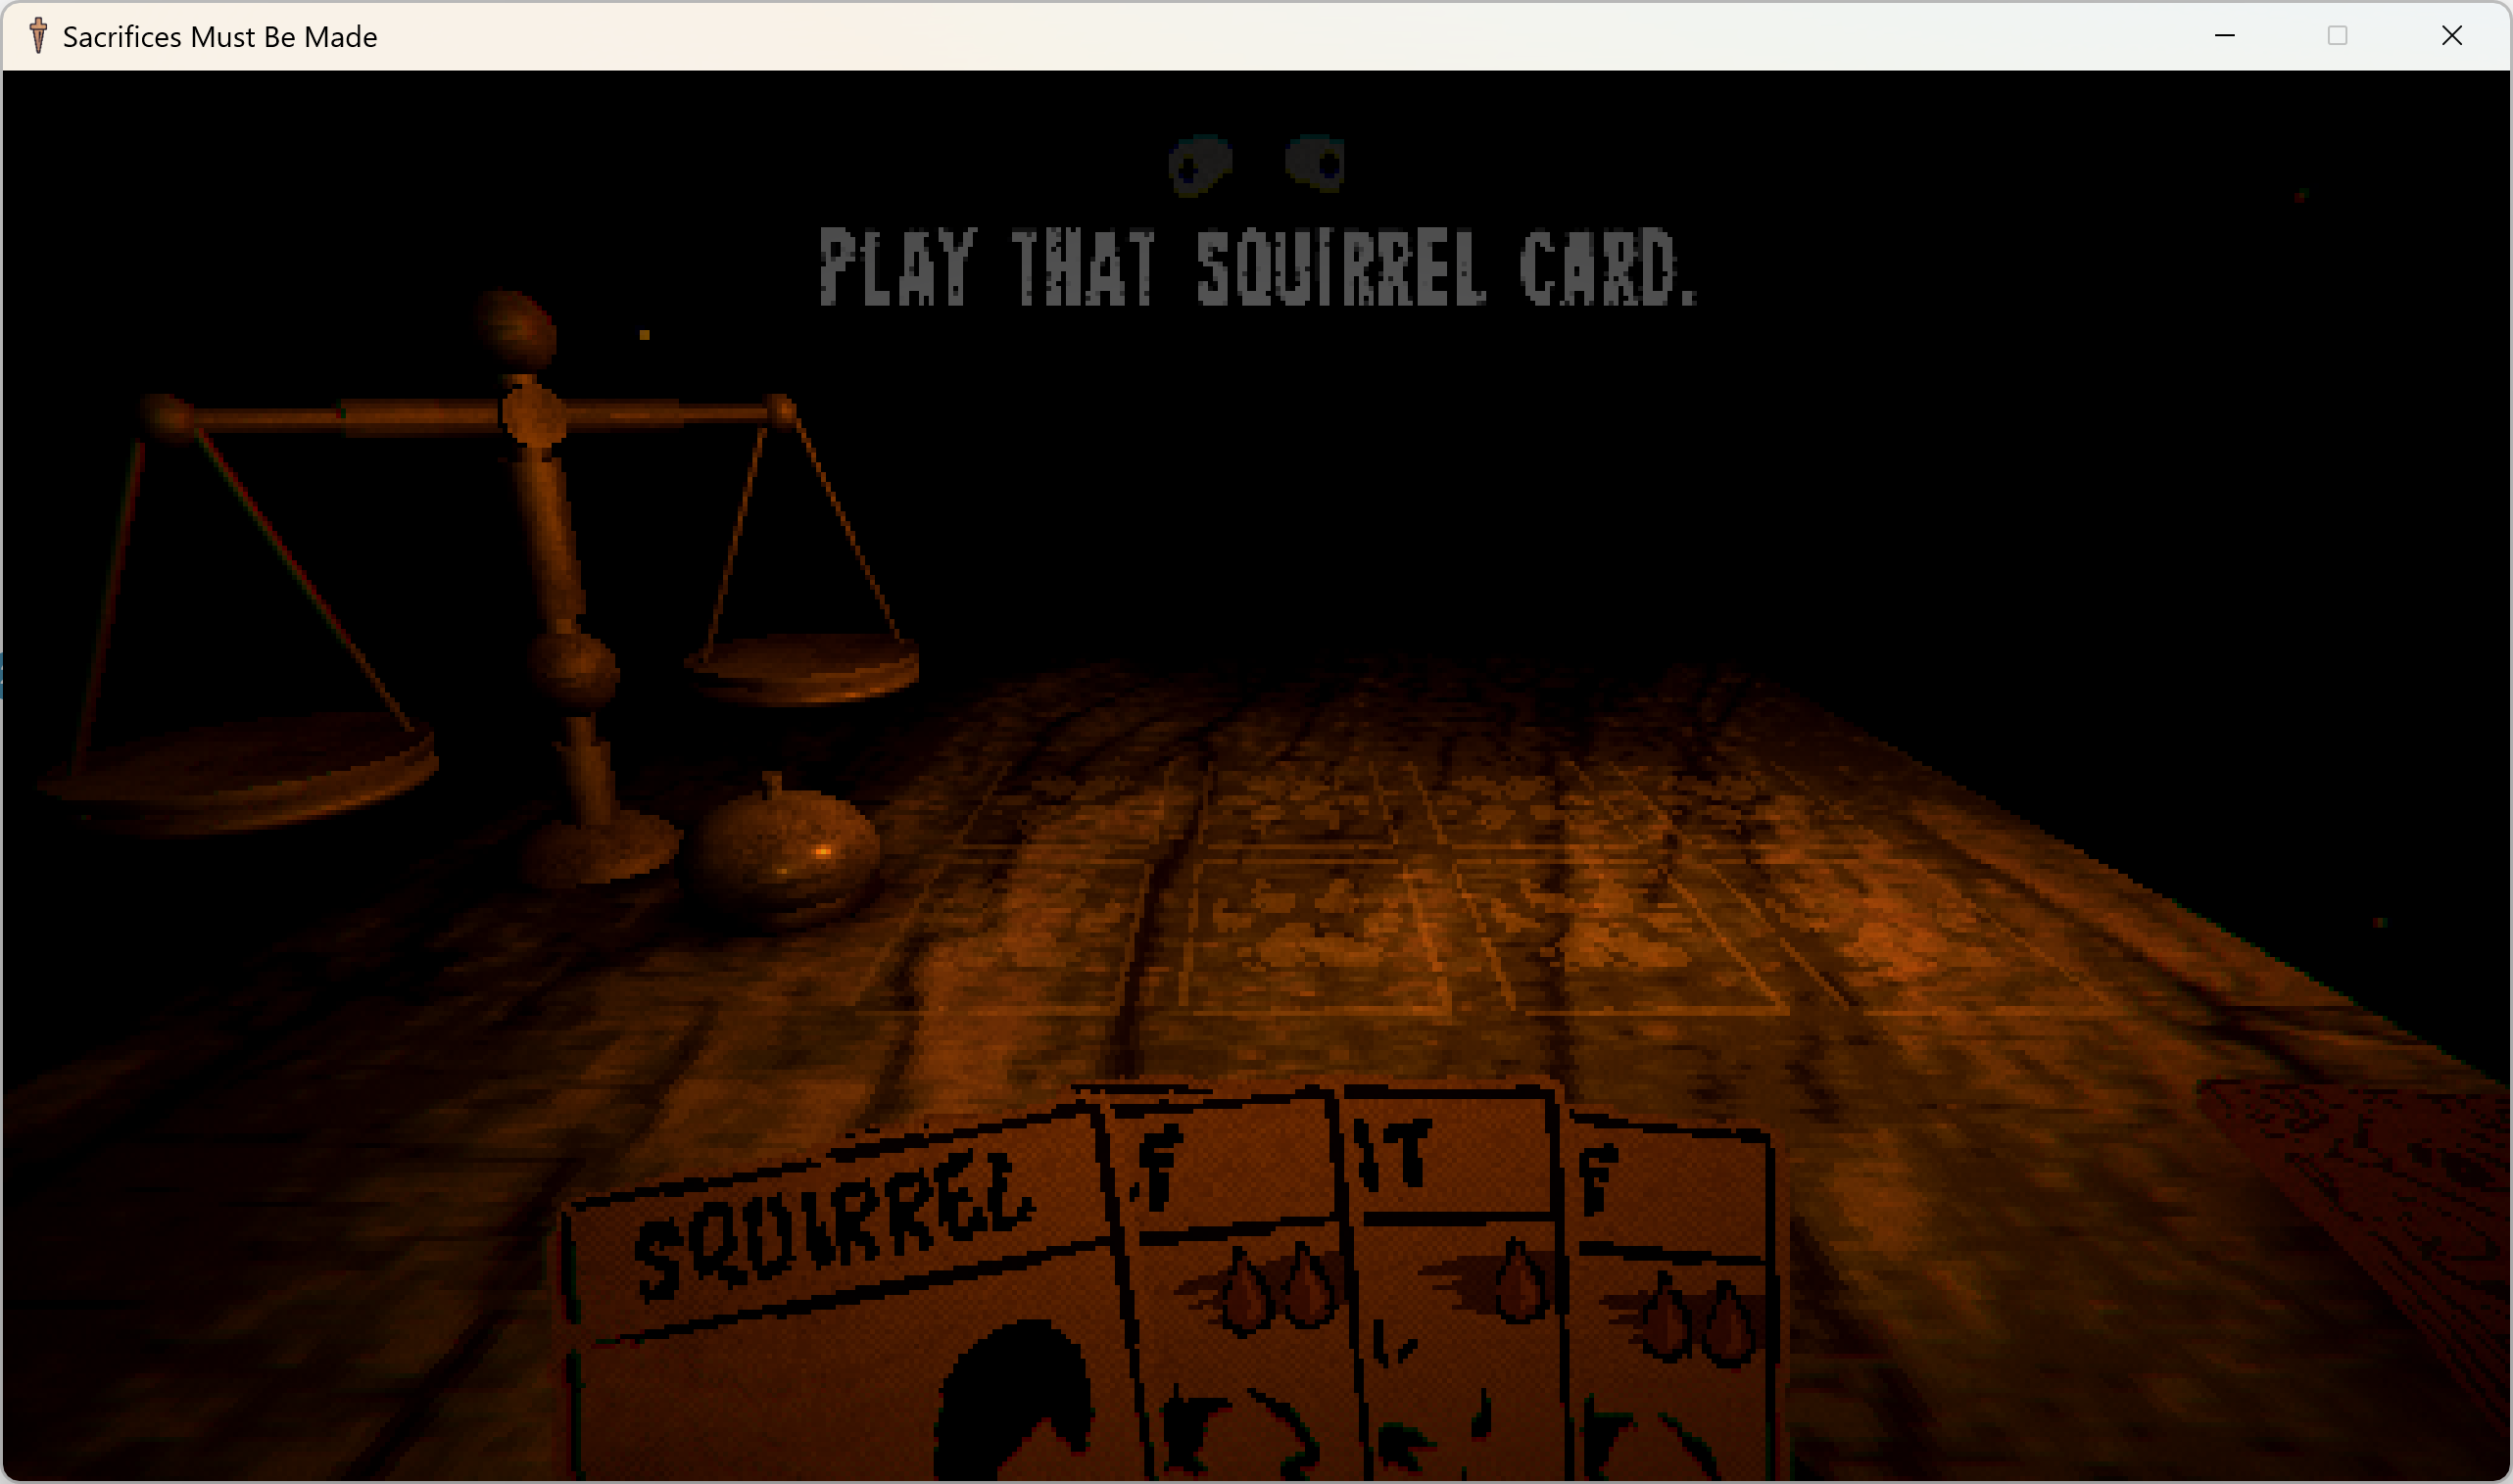 Sacrifices Must Be Made
PLAY THAT SQUIRREL CARD.
SQUIRREL
F
T
F